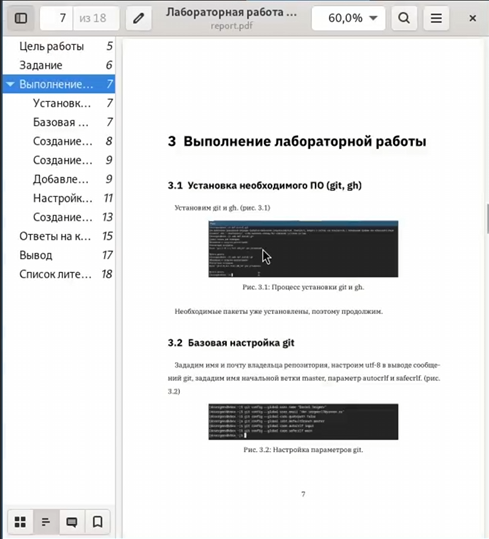 7
из 18
Лабораторная работа ...
report.pdf
60,0%
Цель работы 5
Задание 6
Выполнение... 7
Установк... 7
Базовая ... 7
Создание... 8
Создание... 9
Добавле... 9
Настройк... 11
Создание... 13
Ответы на к... 15
Вывод 17
Список лите... 18
3 Выполнение лабораторной работы
3.1 Установка необходимого ПО (git, gh)
Установим git и gh. (рис. 3.1)
Рис. 3.1: Процесс установки git и gh.
Необходимые пакеты уже установлены, поэтому продолжим.
3.2 Базовая настройка git
Зададим имя и почту владельца репозитория, настроим utf-8 в выводе сообще-
ний git, зададим имя начальной ветки master, параметр autocrlf и safecrlf. (рис.
3.2)
Рис. 3.2: Настройка параметров git.
7